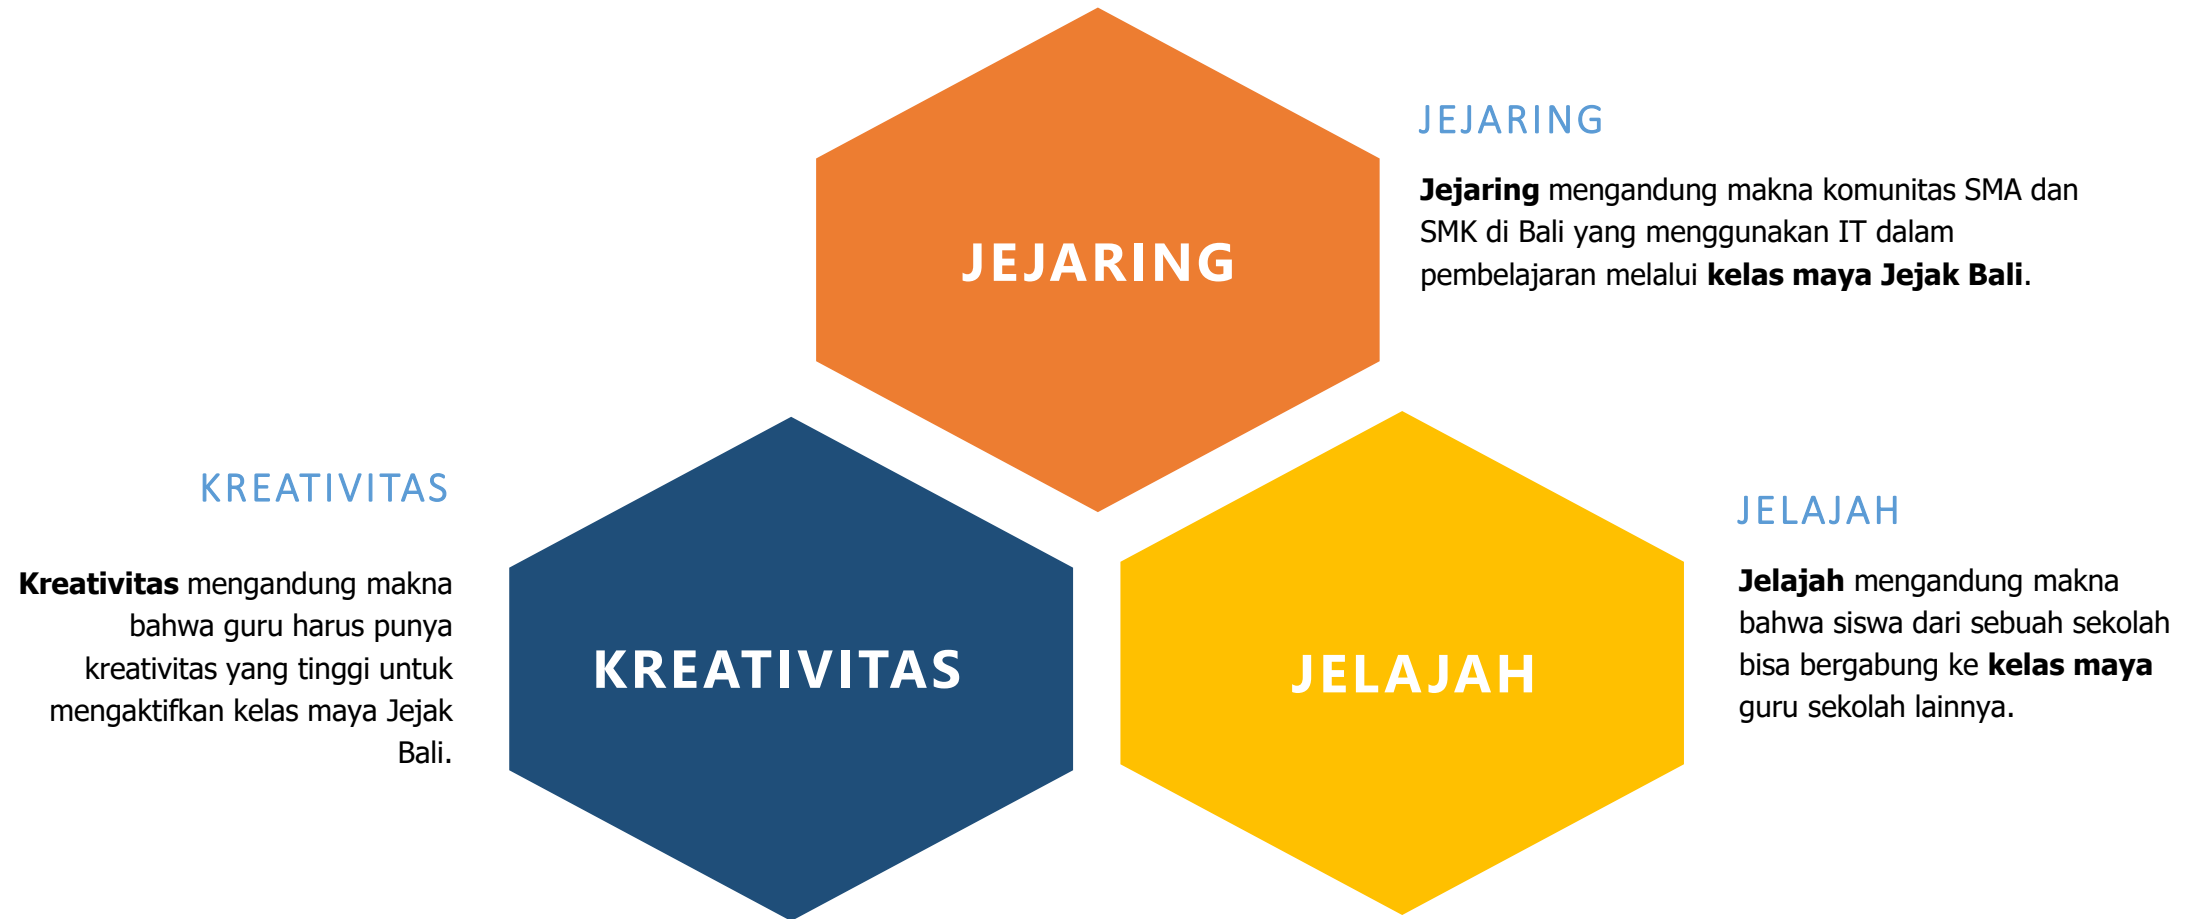 JEJARING
JEJARING
Jejaring mengandung makna komunitas SMA dan
SMK di Bali yang menggunakan IT dalam
pembelajaran melalui kelas maya Jejak Bali.
KREATIVITAS
Kreativitas mengandung makna
bahwa guru harus punya
kreativitas yang tinggi untuk
mengaktifkan kelas maya Jejak
Bali.
KREATIVITAS
JELAJAH
JELAJAH
Jelajah mengandung makna
bahwa siswa dari sebuah sekolah
bisa bergabung ke kelas maya
guru sekolah lainnya.